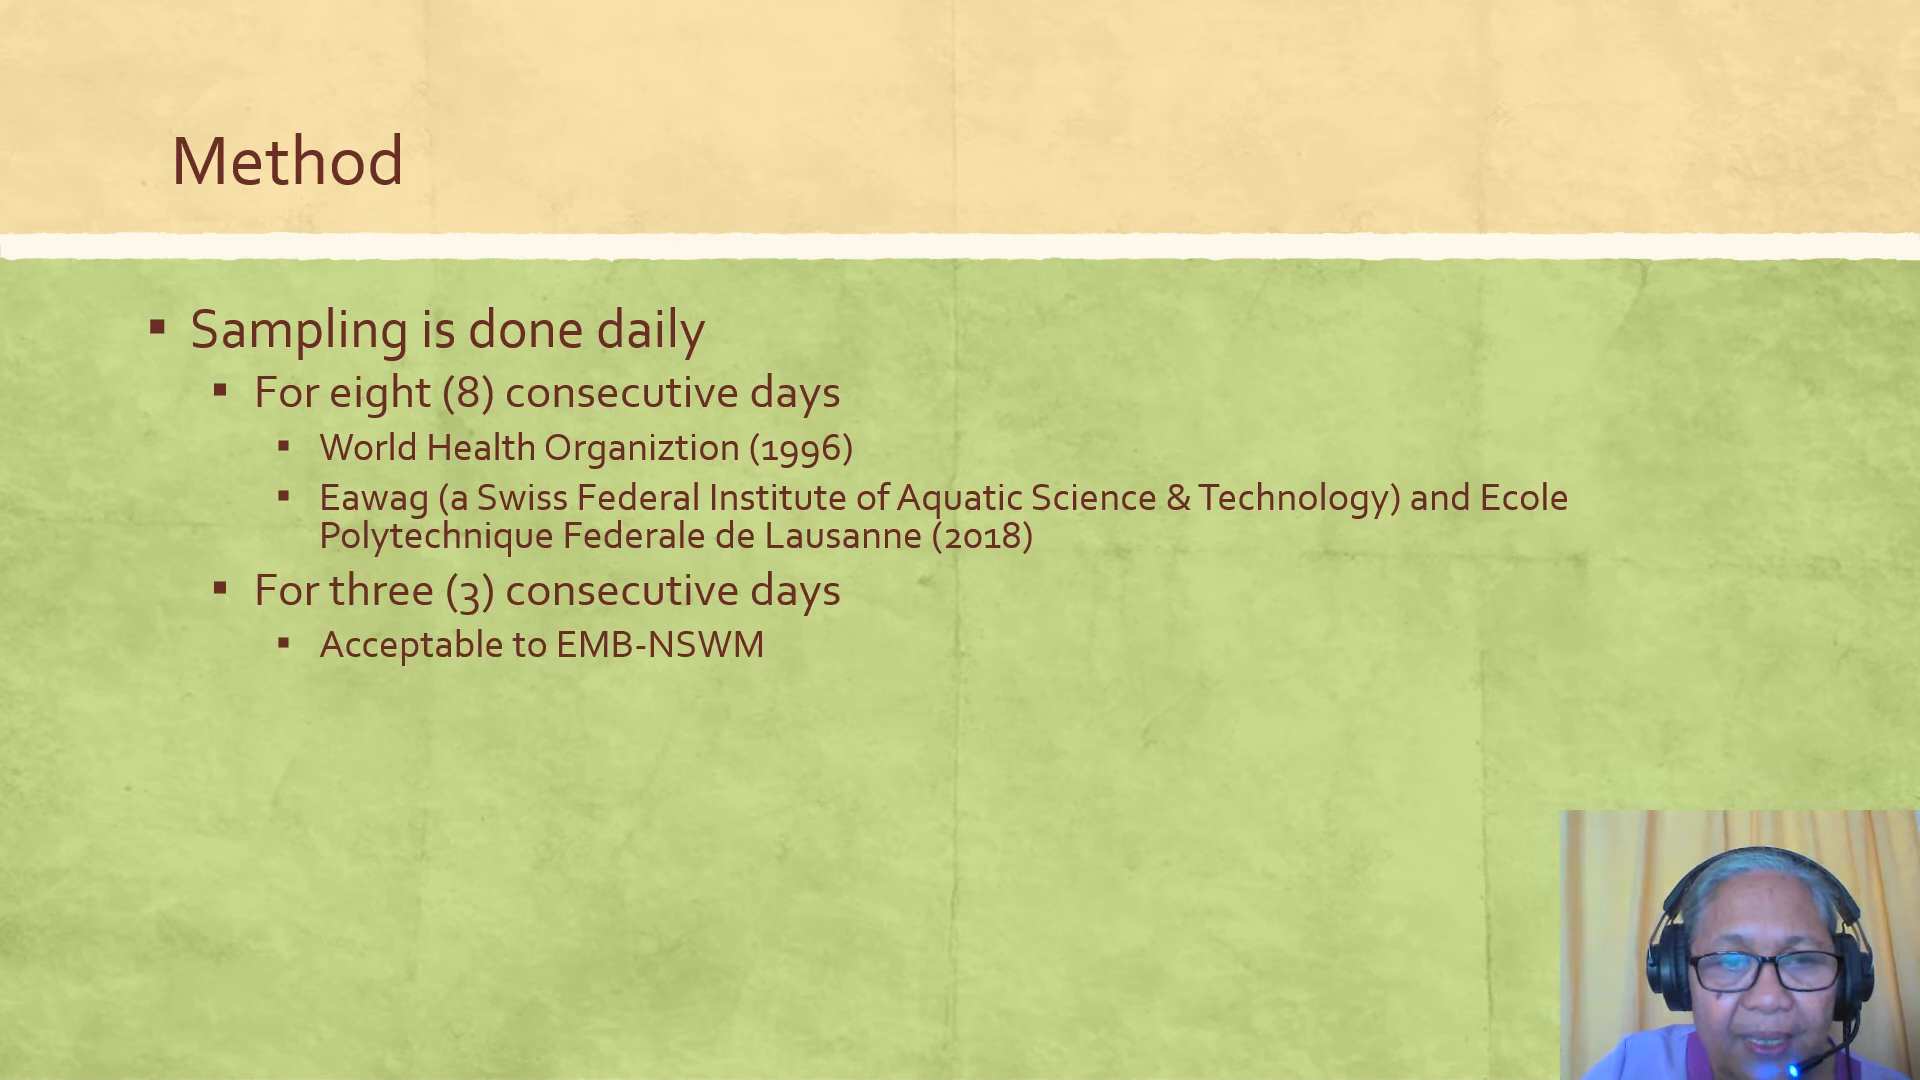 Method
▪ Sampling is done daily
▪ For eight (8) consecutive days
▪ World Health Organiztion (1996)
▪ Eawag (a Swiss Federal Institute of Aquatic Science & Technology) and Ecole
Polytechnique Federale de Lausanne (2018)
▪ For three (3) consecutive days
▪ Acceptable to EMB-NSWM